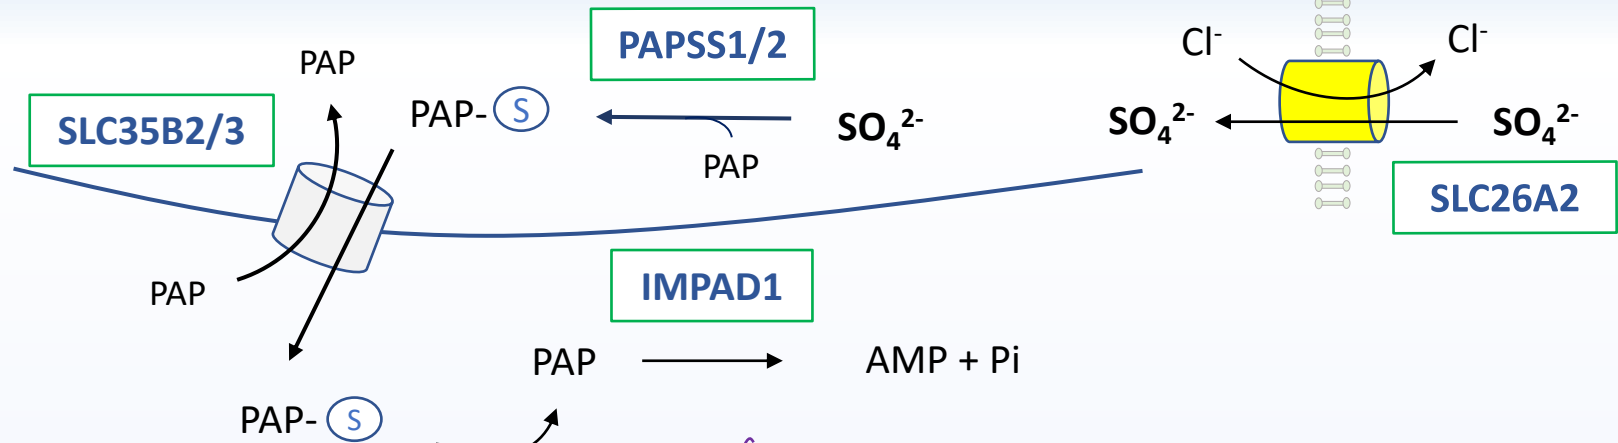 PAPSS1/2
Cl⁻
Cl⁻
PAP
SLC35B2/3
PAP- S
SO₄²⁻
SO₄²⁻
SO₄²⁻
PAP
SLC26A2
PAP
IMPAD1
PAP
AMP + Pi
PAP- S